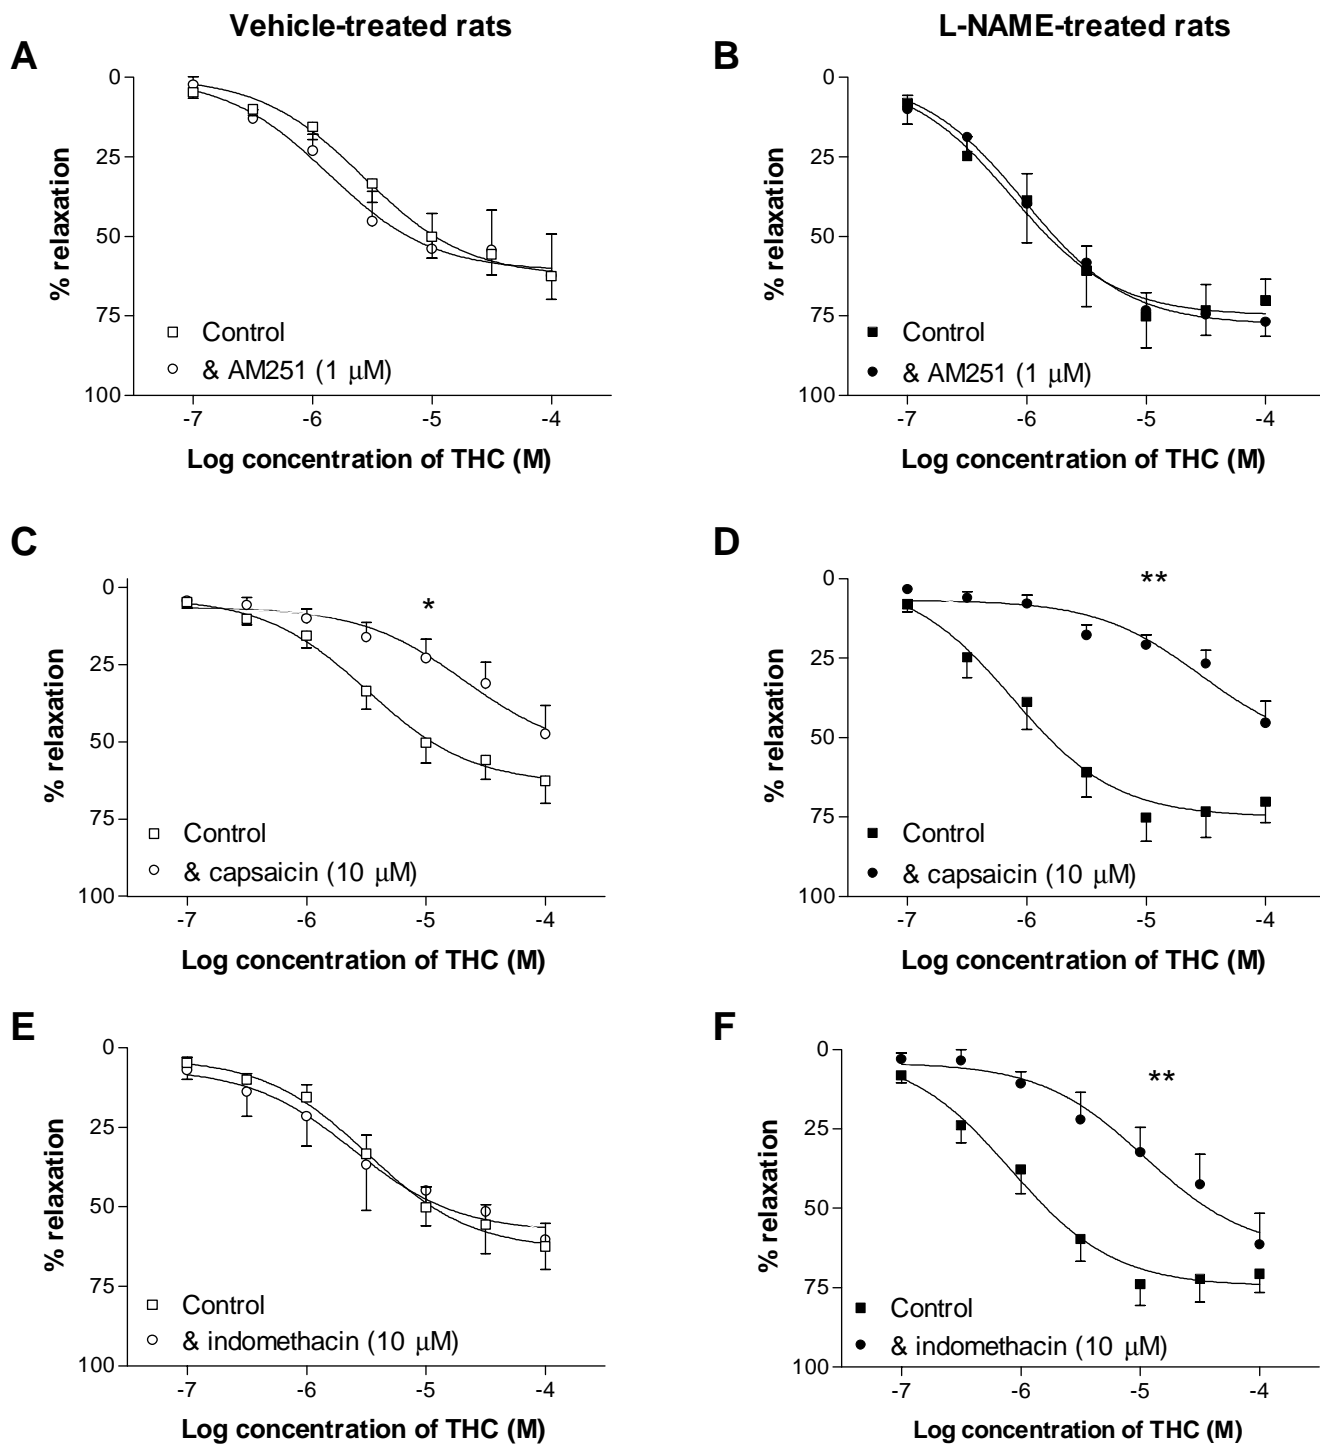 Vehicle-treated rats
L-NAME-treated rats
A
0
25
50
75
100
% relaxation
Control
& AM251 (1 μM)
-7 -6 -5 -4
Log concentration of THC (M)
B
0
25
50
75
100
% relaxation
Control
& AM251 (1 μM)
-7 -6 -5 -4
Log concentration of THC (M)
C
0
25
50
75
100
% relaxation
*
Control
& capsaicin (10 μM)
-7 -6 -5 -4
Log concentration of THC (M)
D
0
25
50
75
100
% relaxation
**
Control
& capsaicin (10 μM)
-7 -6 -5 -4
Log concentration of THC (M)
E
0
25
50
75
100
% relaxation
Control
& indomethacin (10 μM)
-7 -6 -5 -4
Log concentration of THC (M)
F
0
25
50
75
100
% relaxation
**
Control
& indomethacin (10 μM)
-7 -6 -5 -4
Log concentration of THC (M)